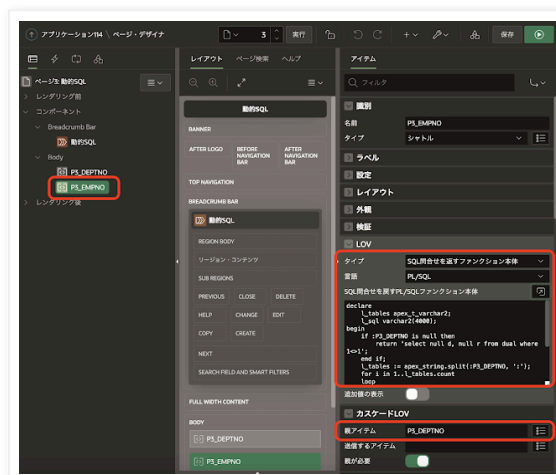 アプリケーション114 \ ページ・デザイナ
3
実行
保存
ページ3: 動的SQL
レンダリング前
コンポーネント
Breadcrumb Bar
動的SQL
Body
P3_DEPTNO
P3_EMPNO
レンダリング後
レイアウト
ページ検索
ヘルプ
動的SQL
BANNER
AFTER LOGO
BEFORE NAVIGATION BAR
AFTER NAVIGATION BAR
TOP NAVIGATION
BREADCRUMB BAR
動的SQL
REGION BODY
リージョン・コンテンツ
SUB REGIONS
PREVIOUS
CLOSE
DELETE
HELP
CHANGE
EDIT
COPY
CREATE
NEXT
SEARCH FIELD AND SMART FILTERS
FULL WIDTH CONTENT
BODY
P3_DEPTNO
P3_EMPNO
アイテム
フィルタ
識別
名前 P3_EMPNO
タイプ シャトル
ラベル
設定
レイアウト
外観
検証
LOV
タイプ SQL問合せを返すファンクション本体
言語 PL/SQL
SQL問合せを戻すPL/SQLファンクション本体
declare
l_tables apex_t_varchar2;
l_sql varchar2(4000);
begin
if :P3_DEPTNO is null then
return 'select null d, null r from dual where
1<>1';
end if;
l_tables := apex_string.split(:P3_DEPTNO, ':');
for i in 1..l_tables.count
loop
追加値の表示
カスケードLOV
親アイテム P3_DEPTNO
送信するアイテム
親が必要